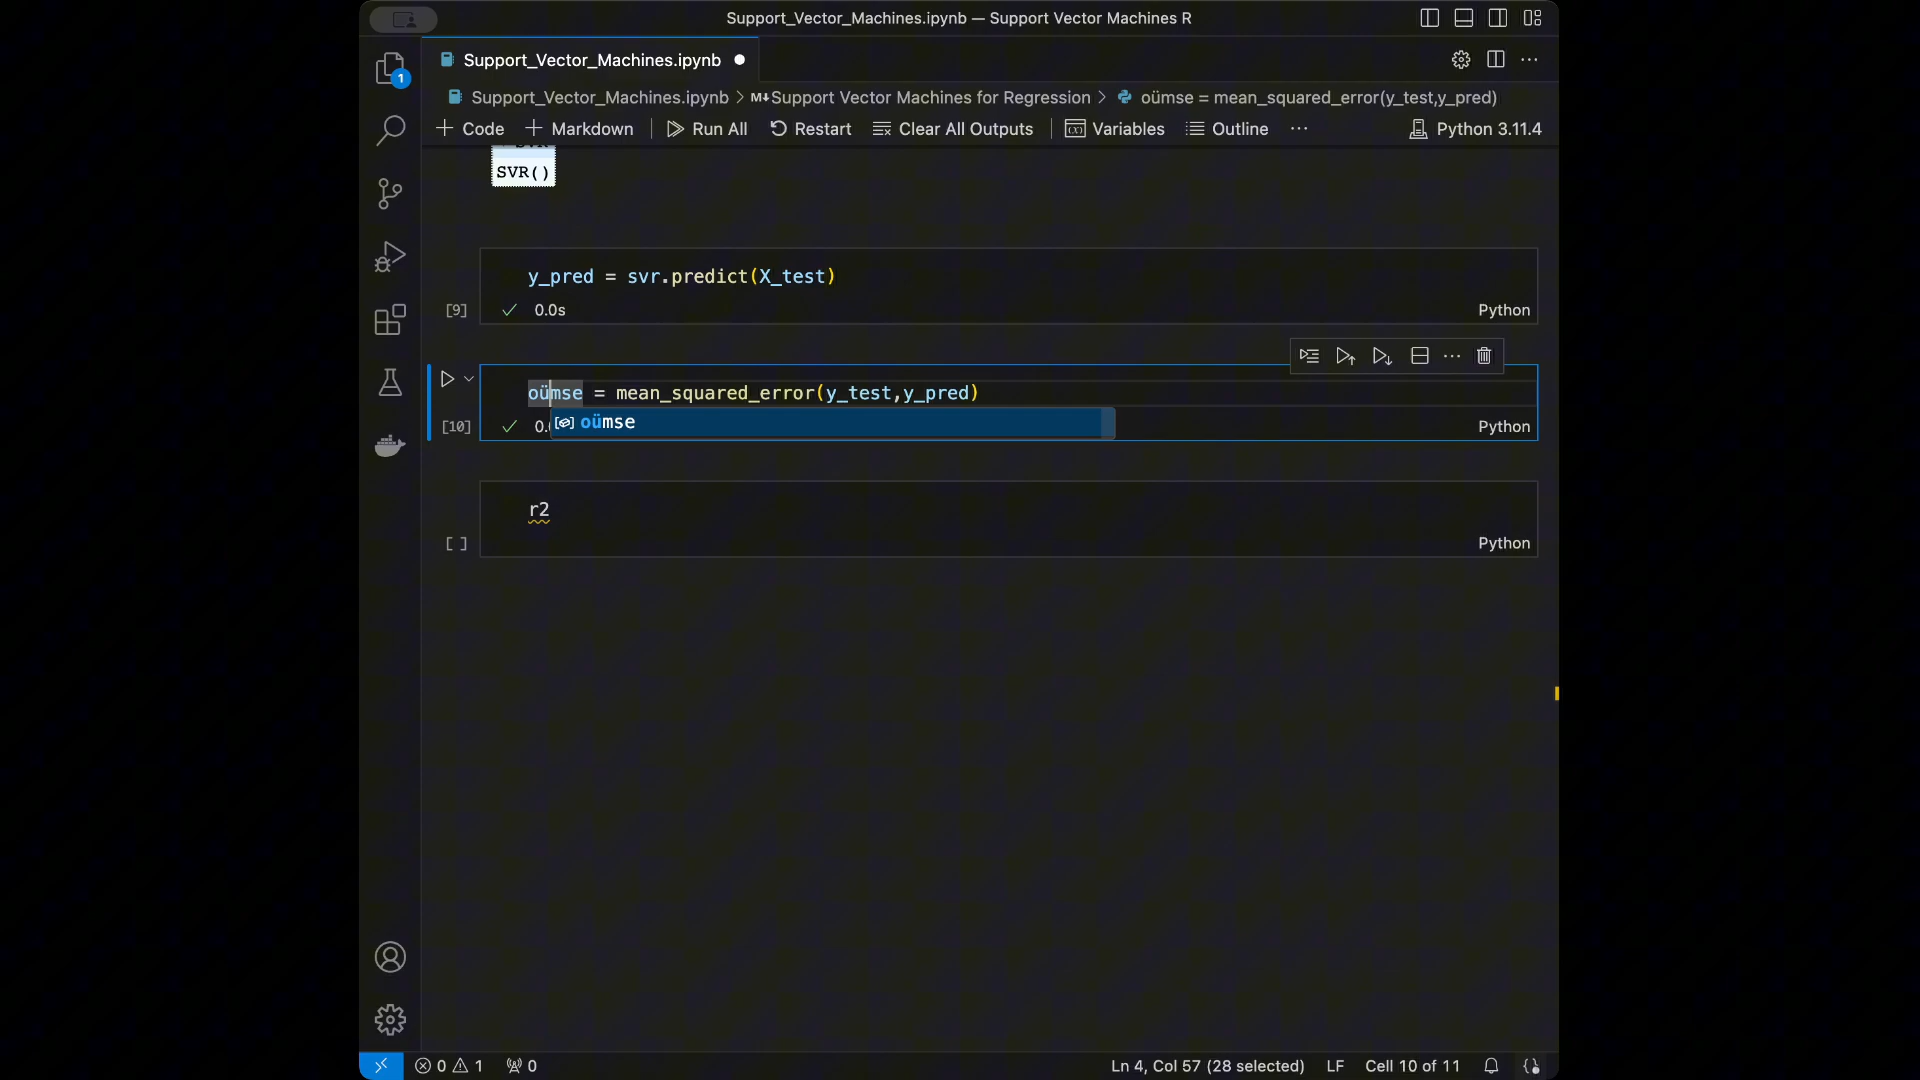 Support_Vector_Machines.ipynb — Support Vector Machines R
1
Support_Vector_Machines.ipynb
Support_Vector_Machines.ipynb > M↓Support Vector Machines for Regression > oümse = mean_squared_error(y_test,y_pred)
+ Code + Markdown Run All Restart Clear All Outputs Variables Outline ··· Python 3.11.4
SVR()
y_pred = svr.predict(X_test)
[9] ✓ 0.0s Python
oümse = mean_squared_error(y_test,y_pred)
oümse
[10] ✓ Python
r2
[ ] Python
0 1 0 Ln 4, Col 57 (28 selected) LF Cell 10 of 11